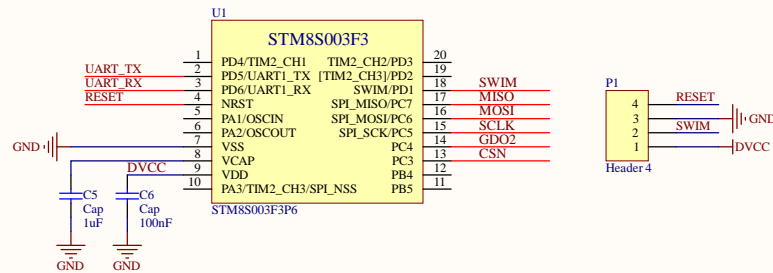 U1
STM8S003F3
1 PD4/TIM2_CH1 TIM2_CH2/PD3 20
UART_TX 2 PD5/UART1_TX [TIM2_CH3]/PD2 19
UART_RX 3 PD6/UART1_RX SWIM/PD1 18 SWIM
RESET 4 NRST SPI_MISO/PC7 17 MISO
5 PA1/OSCIN SPI_MOSI/PC6 16 MOSI
6 PA2/OSCOUT SPI_SCK/PC5 15 SCLK
GND 7 VSS PC4 14 GDO2
8 VCAP PC3 13 CSN
DVCC 9 VDD PB4 12
10 PA3/TIM2_CH3/SPI_NSS PB5 11
STM8S003F3P6
C5
Cap
1uF
GND
C6
Cap
100nF
GND
P1
4 RESET
3 GND
2 SWIM
1 DVCC
Header 4